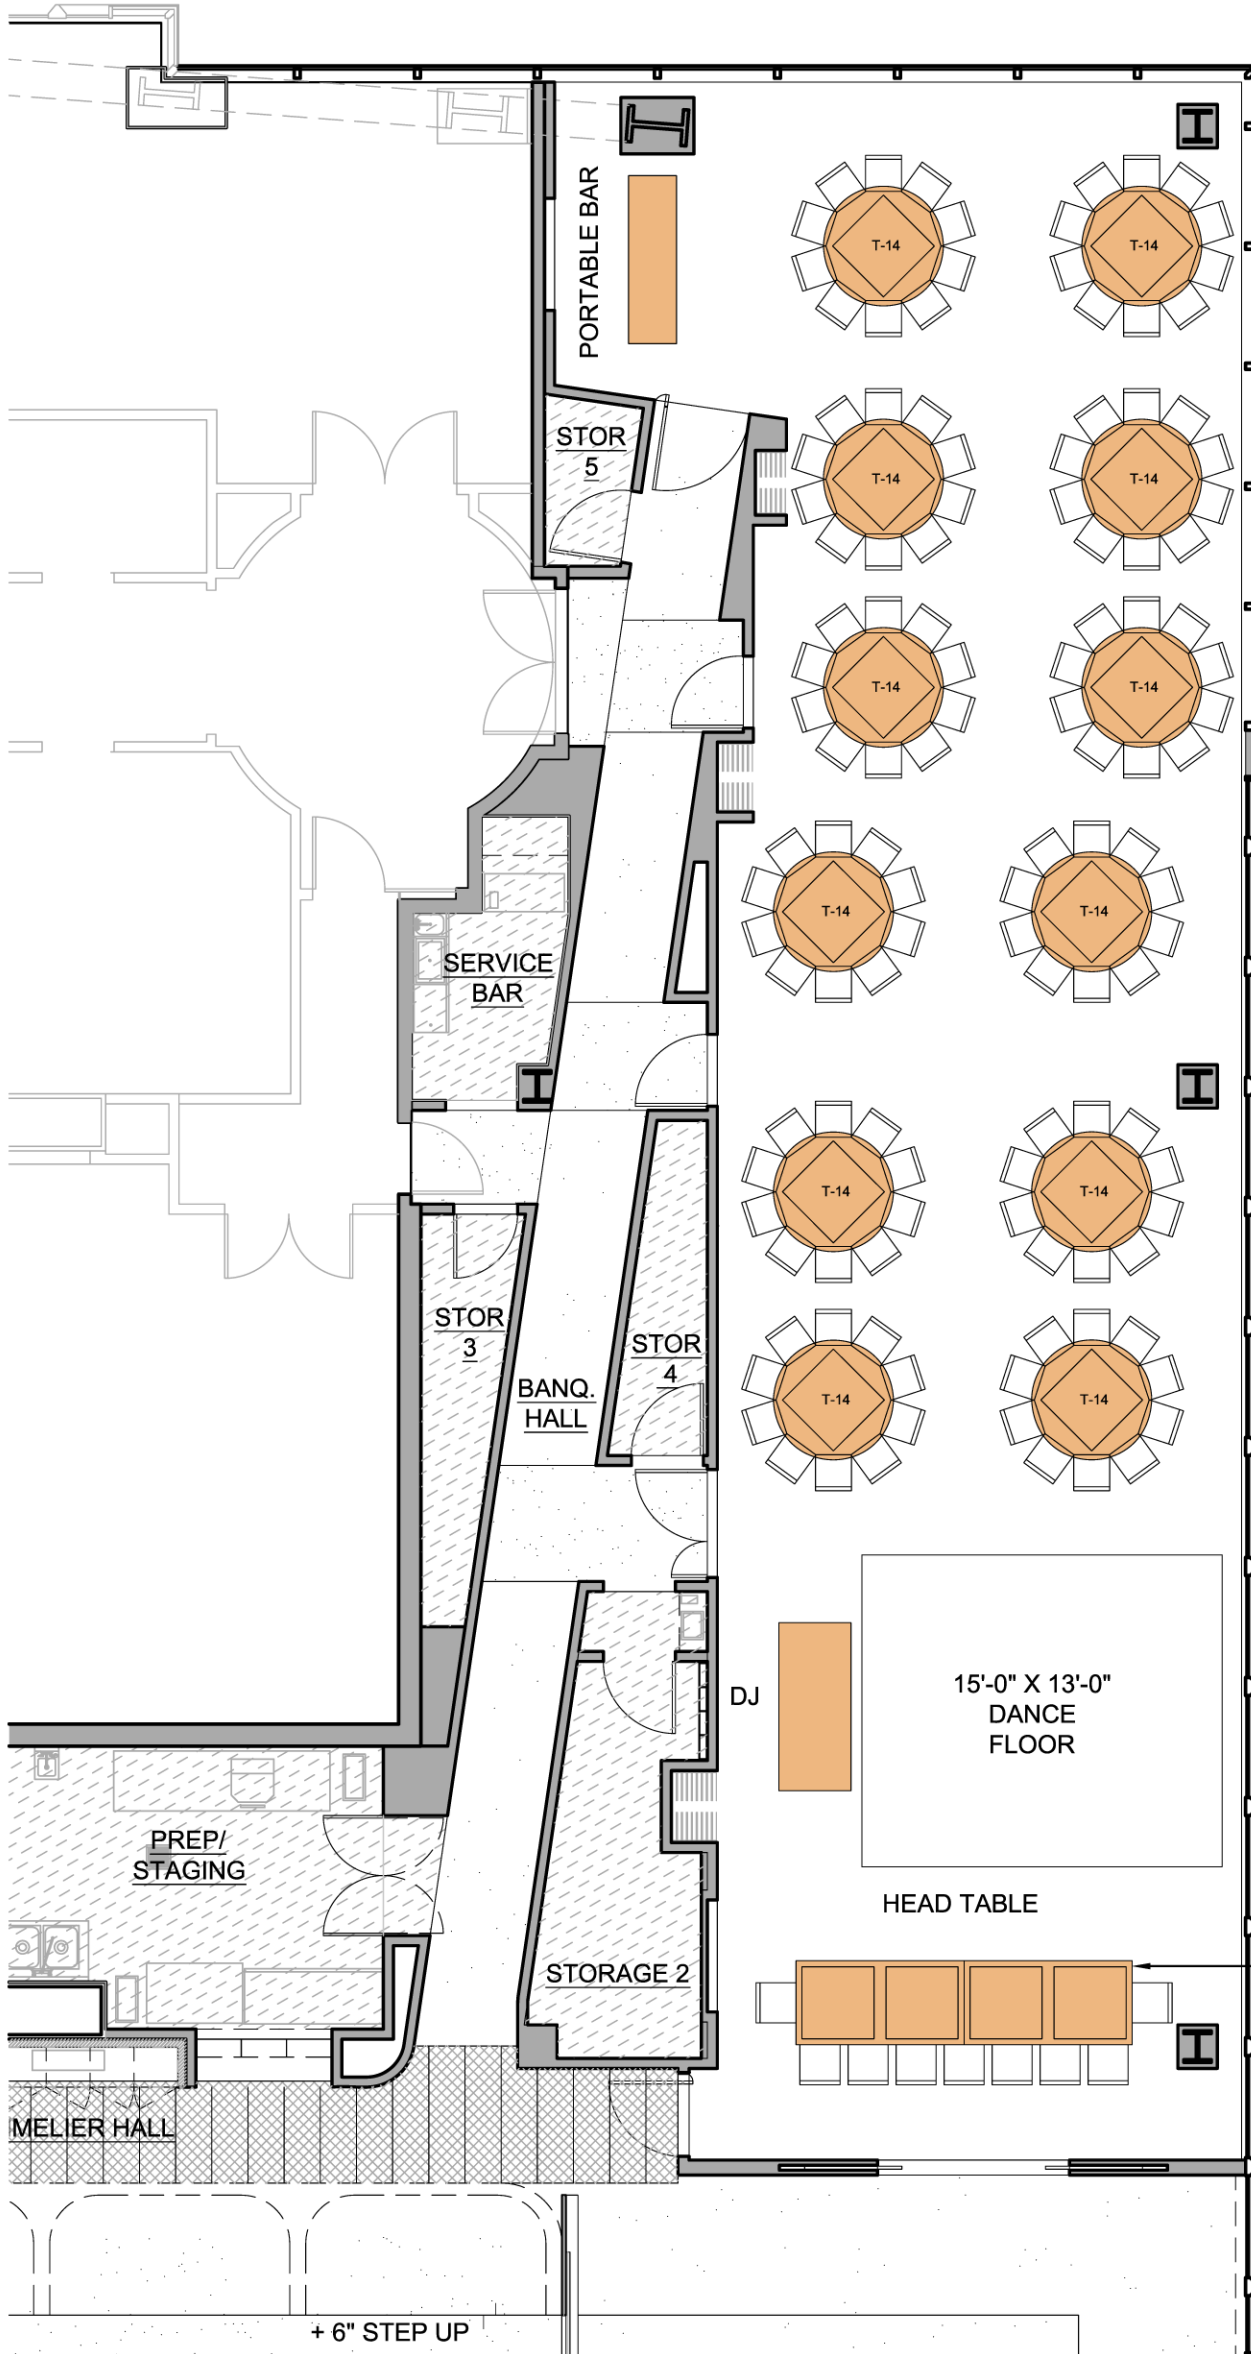 PORTABLE BAR
T-14
T-14
STOR
5
T-14
T-14
T-14
T-14
T-14
T-14
SERVICE
BAR
T-14
T-14
STOR
3
STOR
4
BANQ.
HALL
T-14
T-14
DJ
15'-0" X 13'-0"
DANCE
FLOOR
PREP/
STAGING
HEAD TABLE
STORAGE 2
MELIER HALL
+ 6" STEP UP